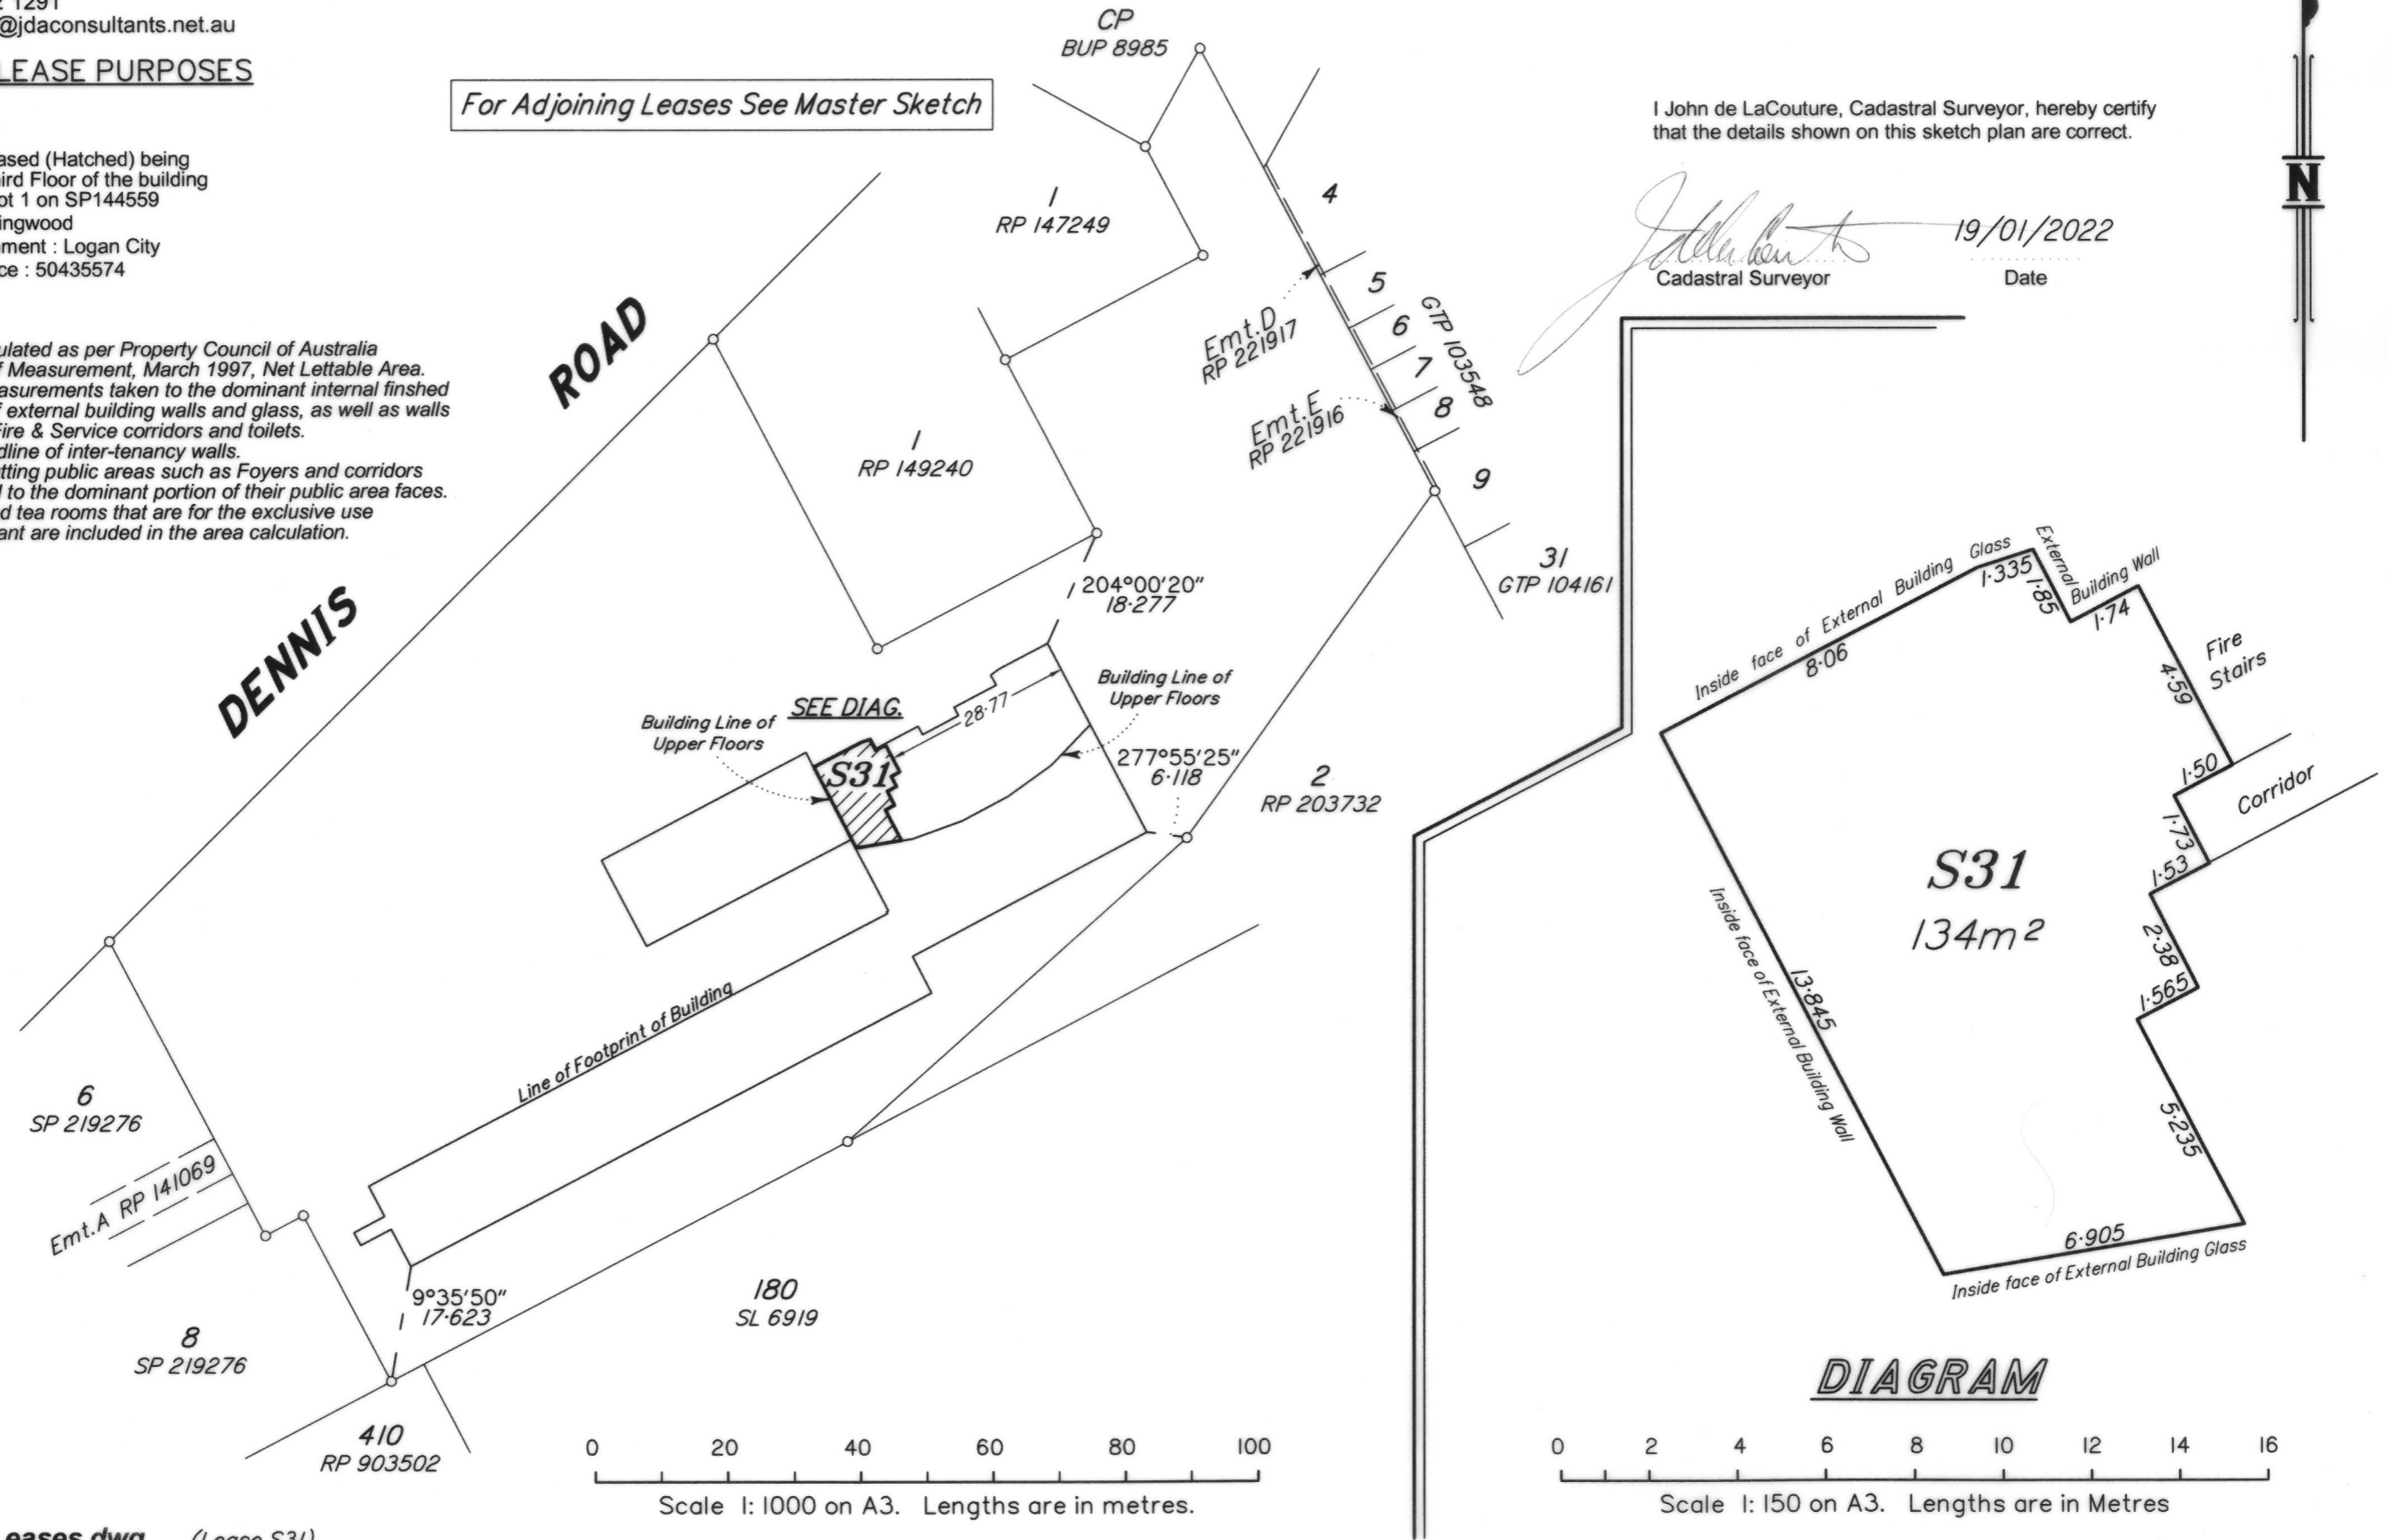 @jdaconsultants.net.au
LEASE PURPOSES
ased (Hatched) being
ird Floor of the building
ot 1 on SP144559
ingwood
ment : Logan City
ce : 50435574
ulated as per Property Council of Australia
f Measurement, March 1997, Net Lettable Area.
asurements taken to the dominant internal finshed
f external building walls and glass, as well as walls
Fire & Service corridors and toilets.
dline of inter-tenancy walls.
tting public areas such as Foyers and corridors
l to the dominant portion of their public area faces.
d tea rooms that are for the exclusive use
ant are included in the area calculation.
For Adjoining Leases See Master Sketch
CP
BUP 8985
1
RP 147249
1
RP 149240
DENNIS ROAD
4
5
6
7
8
9
GTP 103548
Emt.D
RP 221917
Emt.E
RP 221916
31
GTP 104161
204°00'20"
18·277
Building Line of
Upper Floors
SEE DIAG.
Building Line of
Upper Floors
28·77
S31
277°55'25"
6·118
2
RP 203732
Line of Footprint of Building
6
SP 219276
Emt.A RP 141069
8
SP 219276
9°35'50"
17·623
180
SL 6919
410
RP 903502
0 20 40 60 80 100
Scale 1:1000 on A3. Lengths are in metres.
eases.dwg (Lease S31)
I John de LaCouture, Cadastral Surveyor, hereby certify
that the details shown on this sketch plan are correct.
19/01/2022
Cadastral Surveyor Date
N
Inside face of External Building Glass
External
Building Wall
8·06
1·335
1·85
1·74
4·59
Fire
Stairs
1·50
Corridor
1·73
1·53
S31
134m²
2·38
1·565
13·845
Inside face of External Building Wall
5·235
6·905
Inside face of External Building Glass
DIAGRAM
0 2 4 6 8 10 12 14 16
Scale 1:150 on A3. Lengths are in Metres